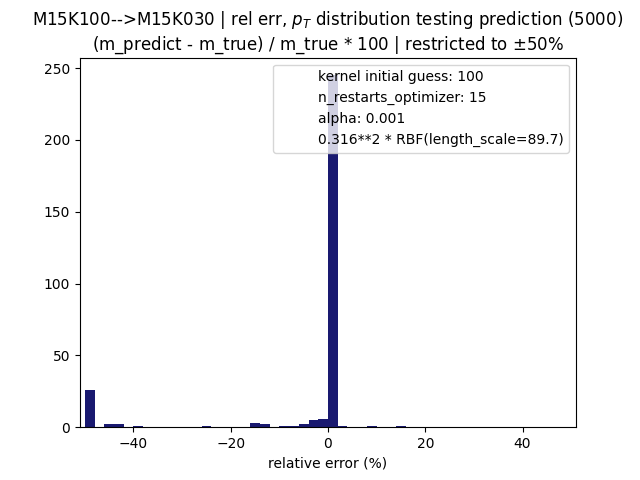 M15K100-->M15K030 | rel err, p_T distribution testing prediction (5000)
(m_predict - m_true) / m_true * 100 | restricted to ±50%
kernel initial guess: 100
n_restarts_optimizer: 15
alpha: 0.001
0.316**2 * RBF(length_scale=89.7)
250
200
150
100
50
0
−40 −20 0 20 40
relative error (%)